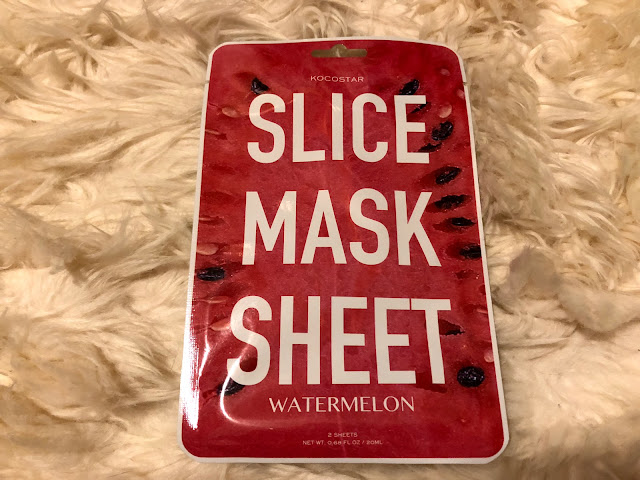 KOCOSTAR
SLICE
MASK
SHEET
WATERMELON
2 SHEETS
NET WT. 0.68 FL OZ / 20ML